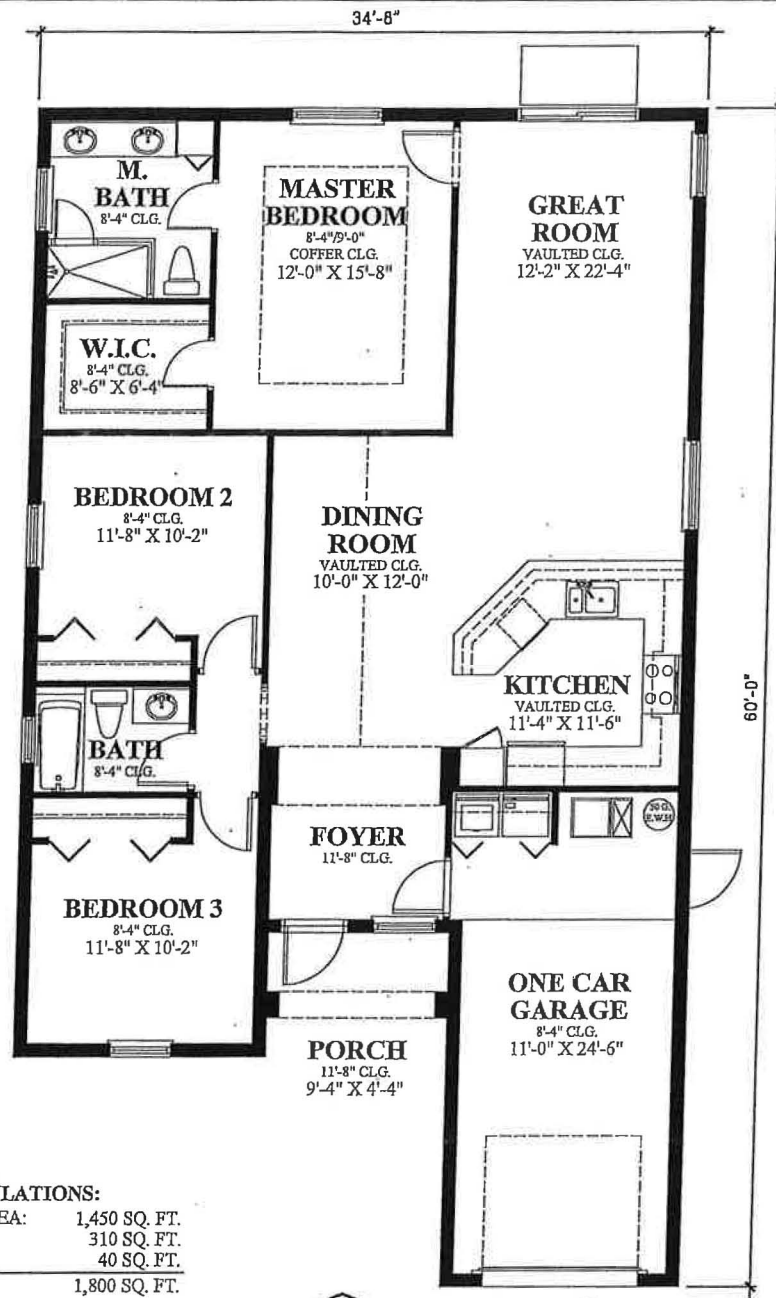 34'-8"
M.
BATH
8'-4" CLG.
MASTER
BEDROOM
8'-4"/9'-0"
COFFER CLG.
12'-0" X 15'-8"
GREAT
ROOM
VAULTED CLG.
12'-2" X 22'-4"
W.I.C.
8'-4" CLG.
8'-6" X 6'-4"
BEDROOM 2
8'-4" CLG.
11'-8" X 10'-2"
DINING
ROOM
VAULTED CLG.
10'-0" X 12'-0"
KITCHEN
VAULTED CLG.
11'-4" X 11'-6"
60'-0"
BATH
8'-4" CLG.
FOYER
11'-8" CLG.
E.W.H
BEDROOM 3
8'-4" CLG.
11'-8" X 10'-2"
ONE CAR
GARAGE
8'-4" CLG.
11'-0" X 24'-6"
PORCH
11'-8" CLG.
9'-4" X 4'-4"
LATIONS:
EA: 1,450 SQ. FT.
310 SQ. FT.
40 SQ. FT.
1,800 SQ. FT.